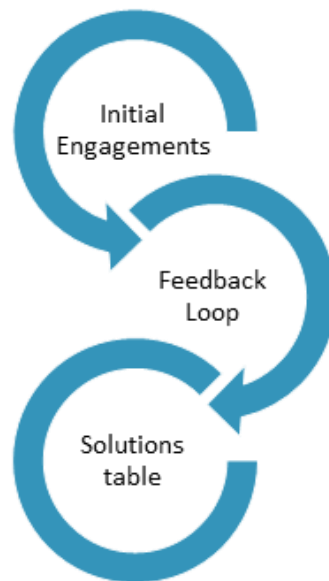 Initial
Engagements
Feedback
Loop
Solutions
table